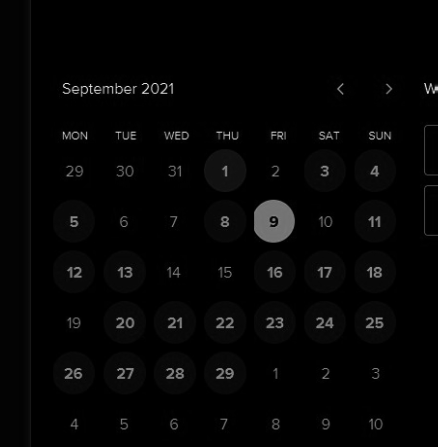 September 2021 < > W
MON TUE WED THU FRI SAT SUN
29 30 31 1 2 3 4
5 6 7 8 9 10 11
12 13 14 15 16 17 18
19 20 21 22 23 24 25
26 27 28 29 1 2 3
4 5 6 7 8 9 10